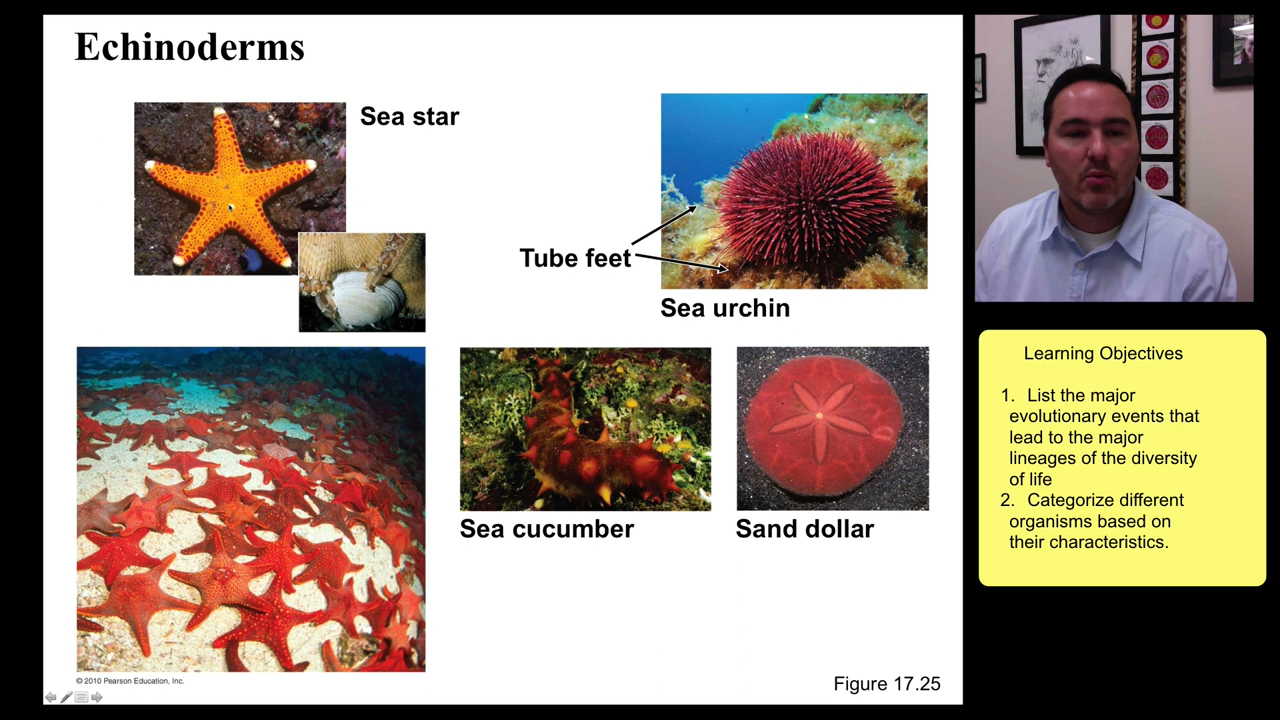 Echinoderms
Sea star
Tube feet
Sea urchin
Sea cucumber
Sand dollar
© 2010 Pearson Education, Inc.
Figure 17.25
Learning Objectives
1. List the major
evolutionary events that
lead to the major
lineages of the diversity
of life
2. Categorize different
organisms based on
their characteristics.